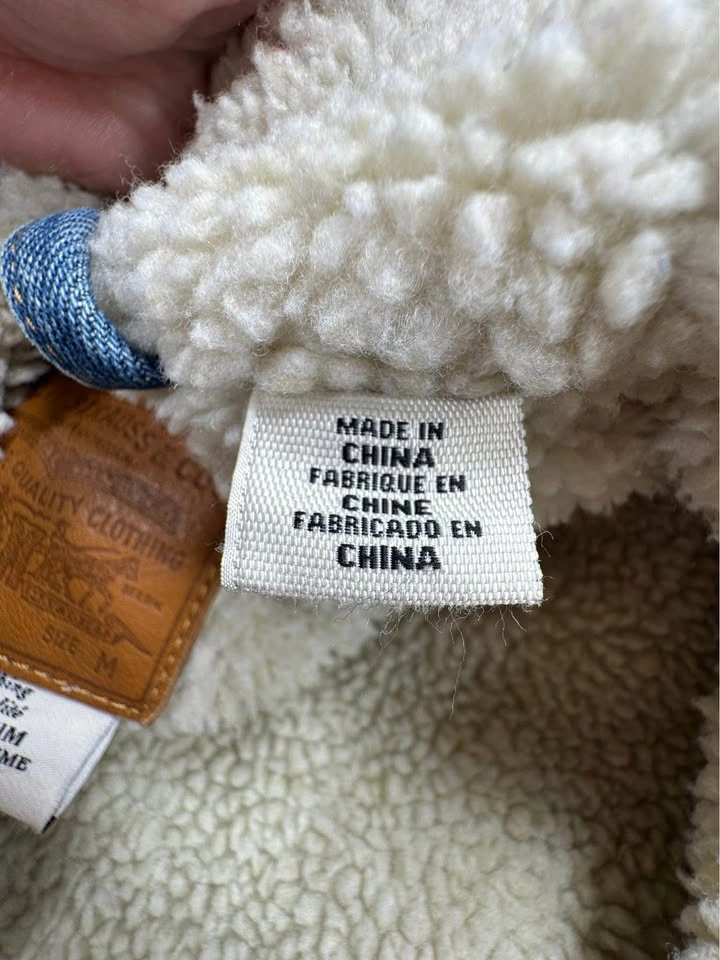 MADE IN
CHINA
FABRIQUE EN
CHINE
FABRICADO EN
CHINA
QUALITY CLOTHING
SIZE M